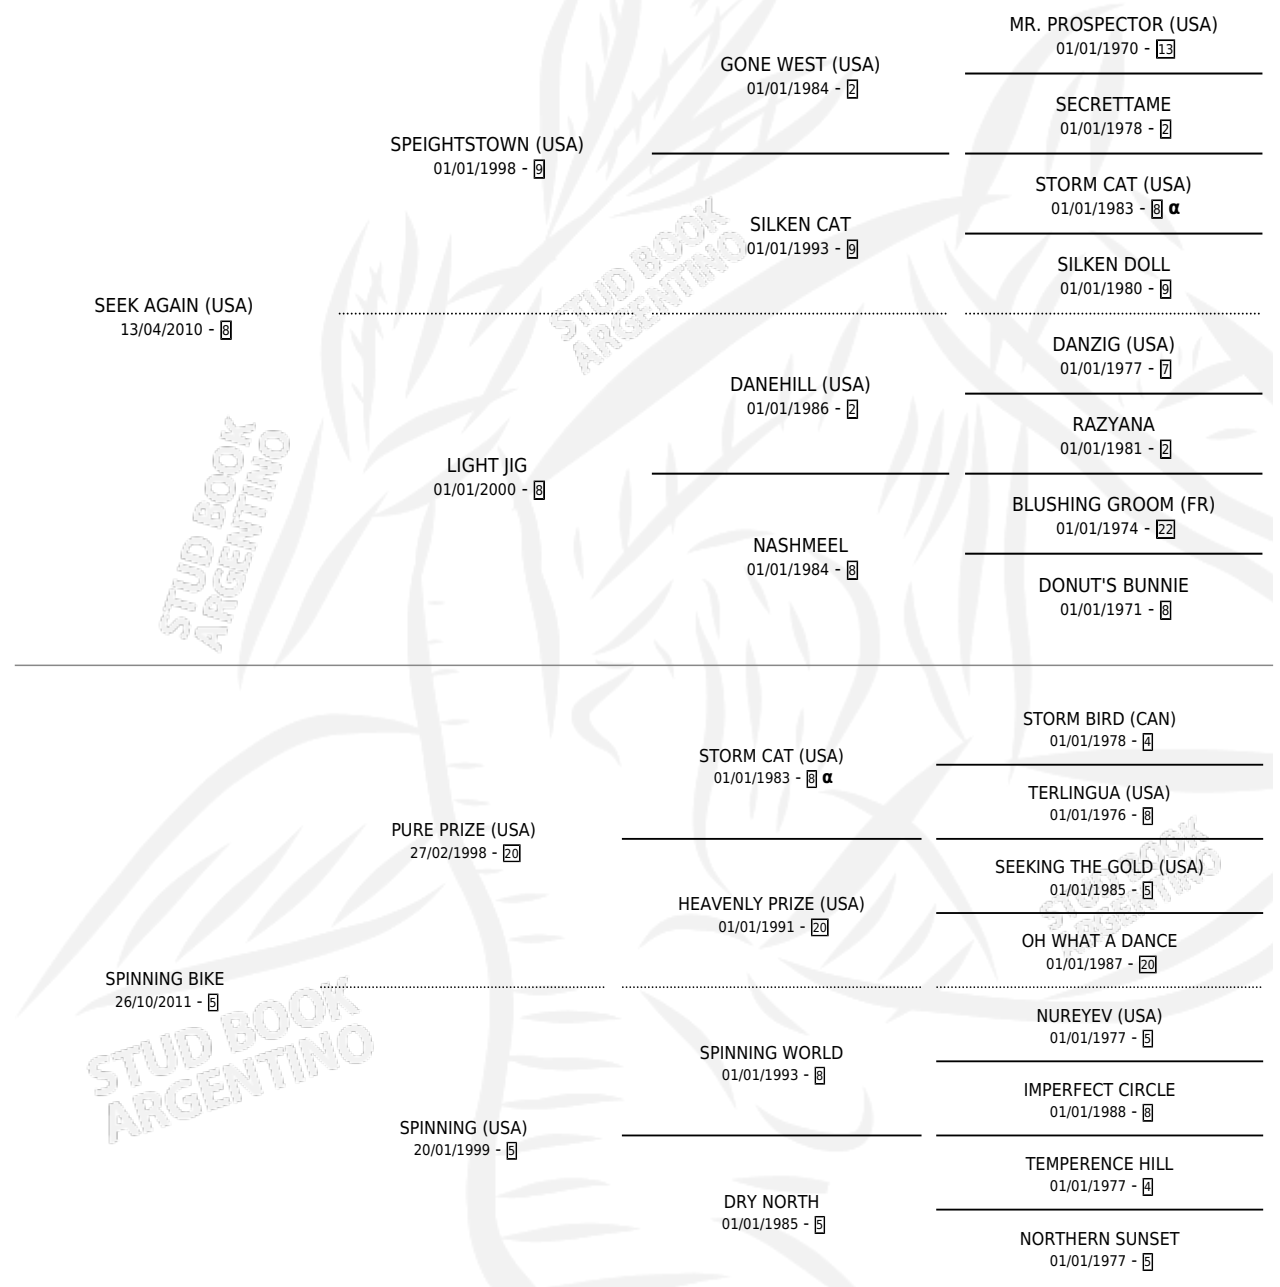 MR. PROSPECTOR (USA)
01/01/1970 - 13
GONE WEST (USA)
01/01/1984 - 2
SECRETTAME
01/01/1978 - 2
SPEIGHTSTOWN (USA)
01/01/1998 - 9
STORM CAT (USA)
01/01/1983 - 8 α
SILKEN CAT
01/01/1993 - 9
SILKEN DOLL
01/01/1980 - 9
SEEK AGAIN (USA)
13/04/2010 - 8
DANZIG (USA)
01/01/1977 - 7
DANEHILL (USA)
01/01/1986 - 2
RAZYANA
01/01/1981 - 2
LIGHT JIG
01/01/2000 - 8
BLUSHING GROOM (FR)
01/01/1974 - 22
NASHMEEL
01/01/1984 - 8
DONUT'S BUNNIE
01/01/1971 - 8
STORM BIRD (CAN)
01/01/1978 - 4
STORM CAT (USA)
01/01/1983 - 8 α
TERLINGUA (USA)
01/01/1976 - 8
PURE PRIZE (USA)
27/02/1998 - 20
SEEKING THE GOLD (USA)
01/01/1985 - 5
HEAVENLY PRIZE (USA)
01/01/1991 - 20
OH WHAT A DANCE
01/01/1987 - 20
SPINNING BIKE
26/10/2011 - 5
NUREYEV (USA)
01/01/1977 - 5
SPINNING WORLD
01/01/1993 - 8
IMPERFECT CIRCLE
01/01/1988 - 8
SPINNING (USA)
20/01/1999 - 5
TEMPERENCE HILL
01/01/1977 - 4
DRY NORTH
01/01/1985 - 5
NORTHERN SUNSET
01/01/1977 - 5
STUD BOOK
ARGENTINO
STUD BOOK
ARGENTINO
STUD BOOK
ARGENTINO
STUD BOOK
ARGENTINO